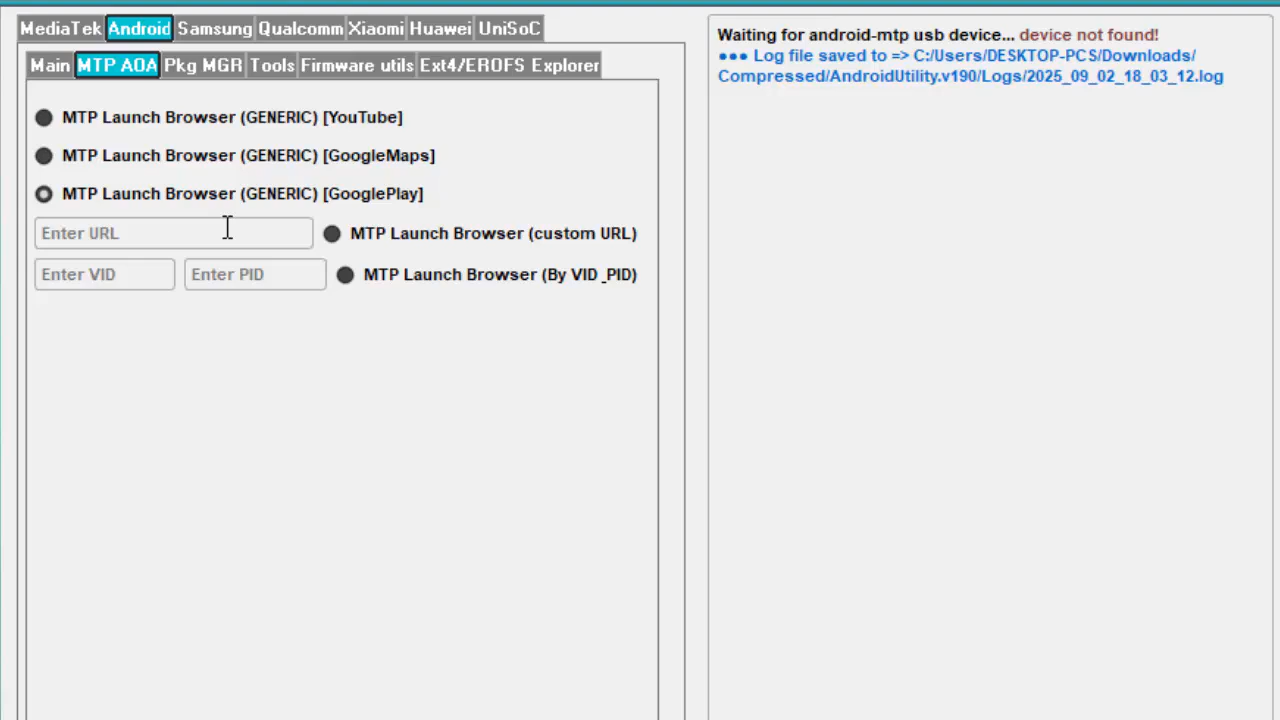 MediaTek Android Samsung Qualcomm Xiaomi Huawei UniSoC
Main MTP AOA Pkg MGR Tools Firmware utils Ext4/EROFS Explorer
MTP Launch Browser (GENERIC) [YouTube]
MTP Launch Browser (GENERIC) [GoogleMaps]
MTP Launch Browser (GENERIC) [GooglePlay]
Enter URL MTP Launch Browser (custom URL)
Enter VID Enter PID MTP Launch Browser (By VID_PID)
Waiting for android-mtp usb device... device not found!
●●● Log file saved to => C:/Users/DESKTOP-PCS/Downloads/
Compressed/AndroidUtility.v190/Logs/2025_09_02_18_03_12.log